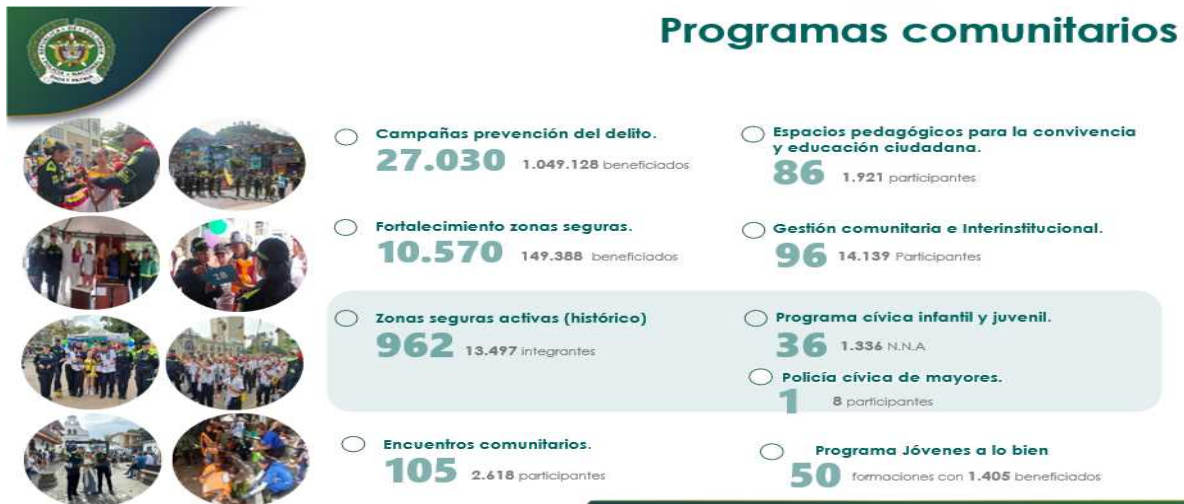 Programas comunitarios
Campañas prevención del delito.
27.030 1.049.128 beneficiados
Espacios pedagógicos para la convivencia
y educación ciudadana.
86 1.921 participantes
Fortalecimiento zonas seguras.
10.570 149.388 beneficiados
Gestión comunitaria e Interinstitucional.
96 14.139 Participantes
Zonas seguras activas (histórico)
962 13.497 integrantes
Programa cívica infantil y juvenil.
36 1.336 N.N.A
Policía cívica de mayores.
1 8 participantes
Encuentros comunitarios.
105 2.618 participantes
Programa Jóvenes a lo bien
50 formaciones con 1.405 beneficiados